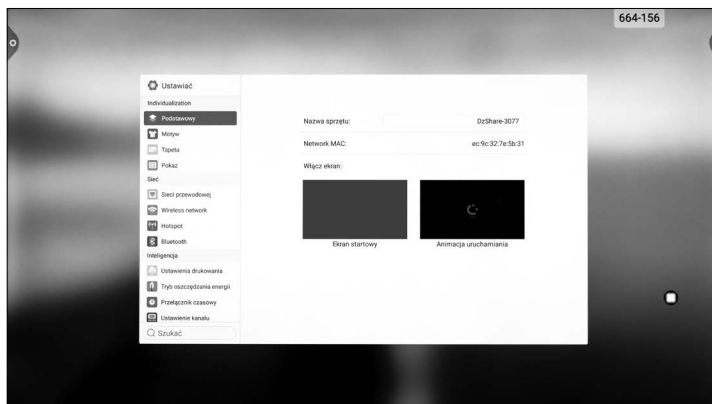 664-156
Ustawiać
Individualization
Podstawowy
Motyw
Tapeta
Pokaz
Sieć
Sieci przewodowej
Wireless network
Hotspot
Bluetooth
Inteligencja
Ustawienia drukowania
Tryb oszczędzania energii
Przełącznik czasowy
Ustawienie kanału
Szukać
Nazwa sprzętu: DzShare-3077
Network MAC: ec:9c:32:7e:5b:31
Włącz ekran:
Ekran startowy Animacja uruchamiania